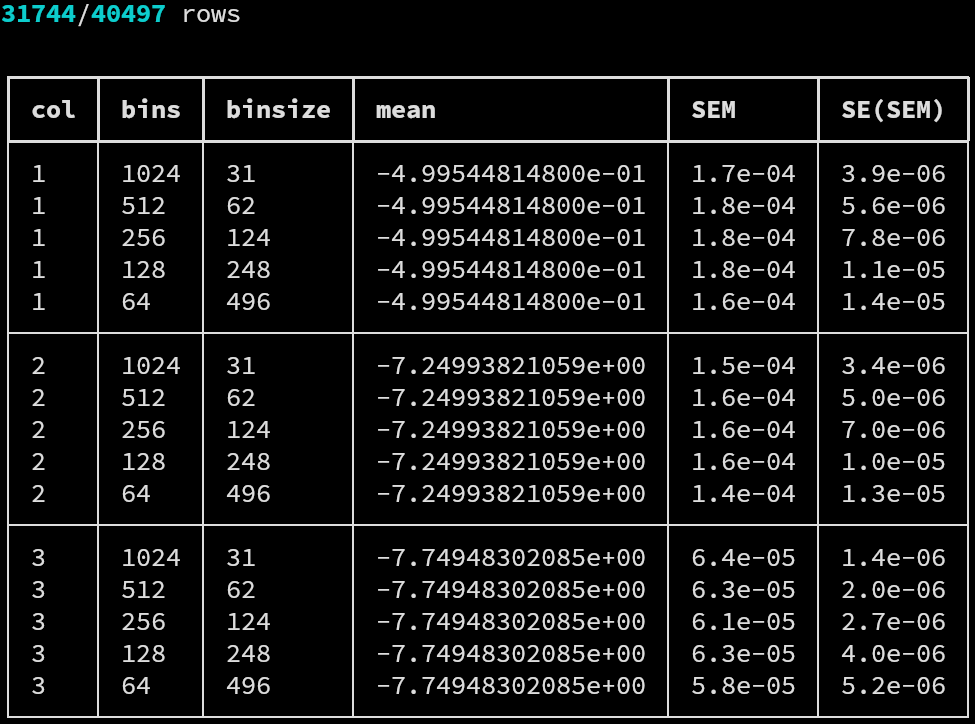 31744/40497 rows
col bins binsize mean SEM SE(SEM)
1 1024 31 -4.99544814800e-01 1.7e-04 3.9e-06
1 512 62 -4.99544814800e-01 1.8e-04 5.6e-06
1 256 124 -4.99544814800e-01 1.8e-04 7.8e-06
1 128 248 -4.99544814800e-01 1.8e-04 1.1e-05
1 64 496 -4.99544814800e-01 1.6e-04 1.4e-05
2 1024 31 -7.24993821059e+00 1.5e-04 3.4e-06
2 512 62 -7.24993821059e+00 1.6e-04 5.0e-06
2 256 124 -7.24993821059e+00 1.6e-04 7.0e-06
2 128 248 -7.24993821059e+00 1.6e-04 1.0e-05
2 64 496 -7.24993821059e+00 1.4e-04 1.3e-05
3 1024 31 -7.74948302085e+00 6.4e-05 1.4e-06
3 512 62 -7.74948302085e+00 6.3e-05 2.0e-06
3 256 124 -7.74948302085e+00 6.1e-05 2.7e-06
3 128 248 -7.74948302085e+00 6.3e-05 4.0e-06
3 64 496 -7.74948302085e+00 5.8e-05 5.2e-06